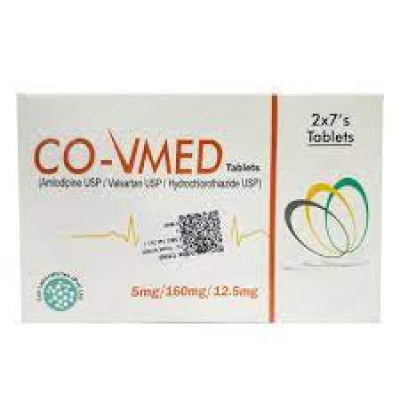 2x7's
Tablets
CO-VMED Tablets
(Amlodipine USP / Valsartan USP / Hydrochlorothiazide USP)
5mg/160mg/12.5mg